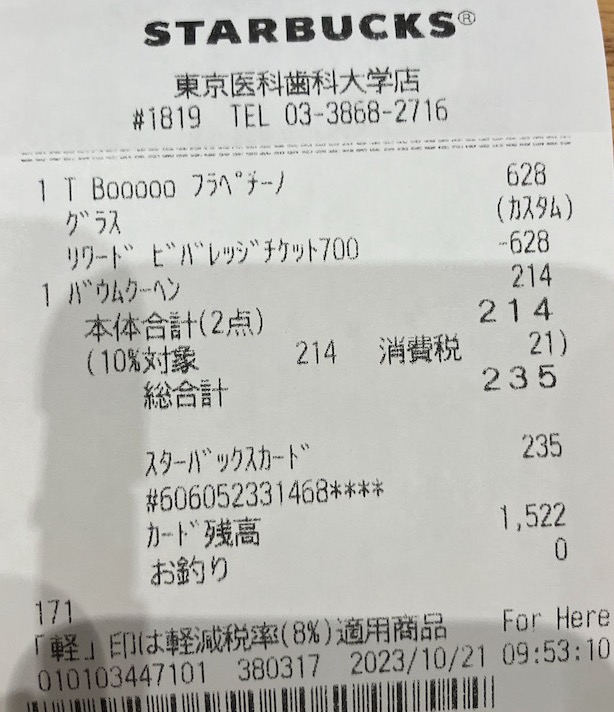 STARBUCKS®
東京医科歯科大学店
#1819 TEL 03-3868-2716
1 T Booooo フラペチーノ 628
グラス (カスタム)
リワード ビバレッジチケット700 -628
1 バウムクーヘン 214
本体合計(2点) 214
(10%対象 214 消費税 21)
総合計 235
スターバックスカード 235
#606052331468****
カード残高 1,522
お釣り 0
171
「軽」印は軽減税率(8%)適用商品 For Here
010103447101 380317 2023/10/21 09:53:10